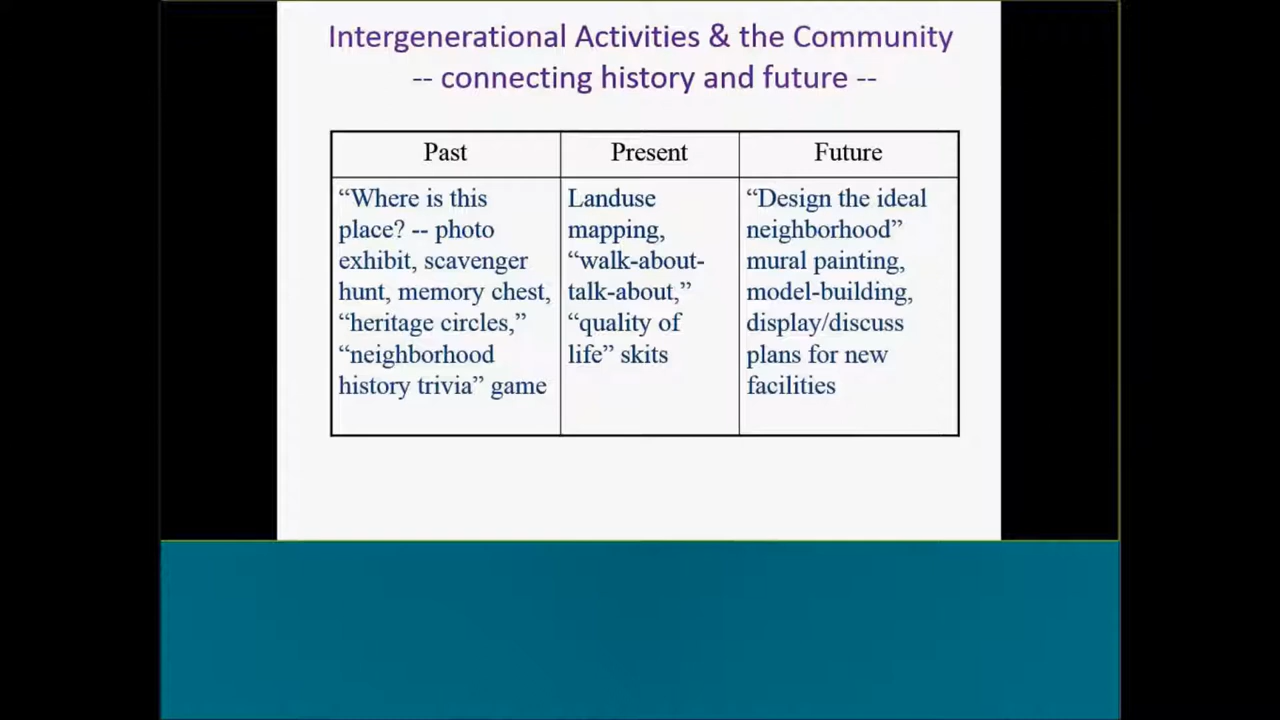 Intergenerational Activities & the Community
-- connecting history and future --
Past
Present
Future
“Where is this
place? -- photo
exhibit, scavenger
hunt, memory chest,
“heritage circles,”
“neighborhood
history trivia” game
Landuse
mapping,
“walk-about-
talk-about,”
“quality of
life” skits
“Design the ideal
neighborhood”
mural painting,
model-building,
display/discuss
plans for new
facilities